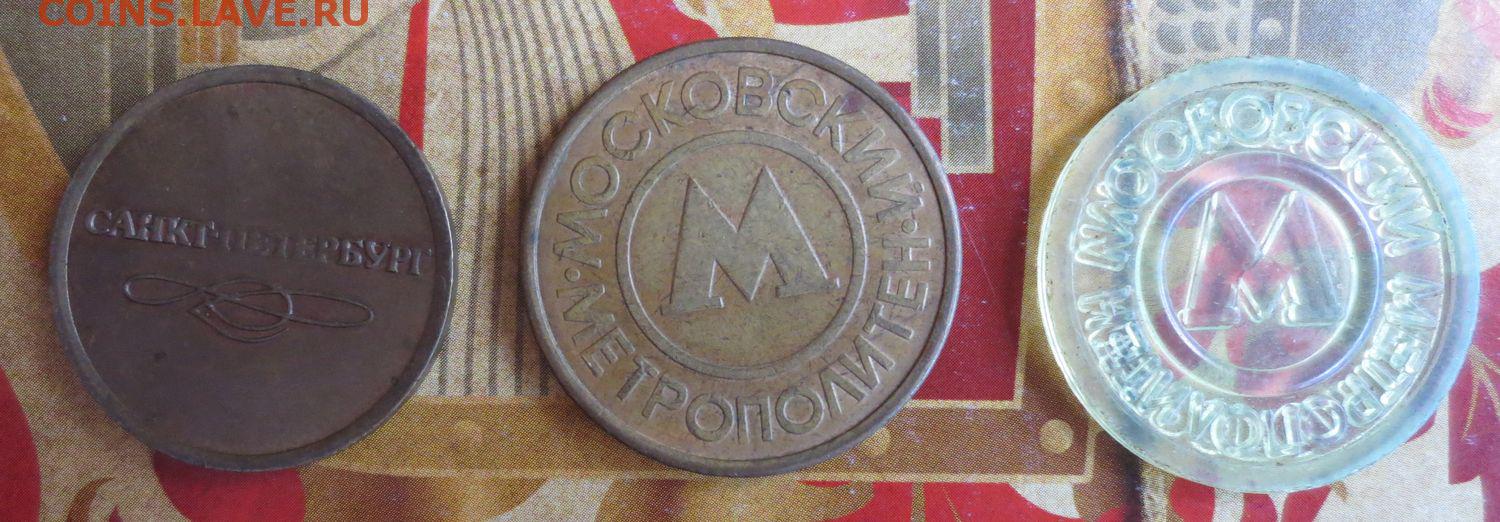 COINS.LAVE.RU
САНКТ-ПЕТЕРБУРГ
МОСКОВСКИЙ
М
·МЕТРОПОЛИТЕН·
МОСКОВСКИЙ
М
МЕТРОПОЛИТЕН